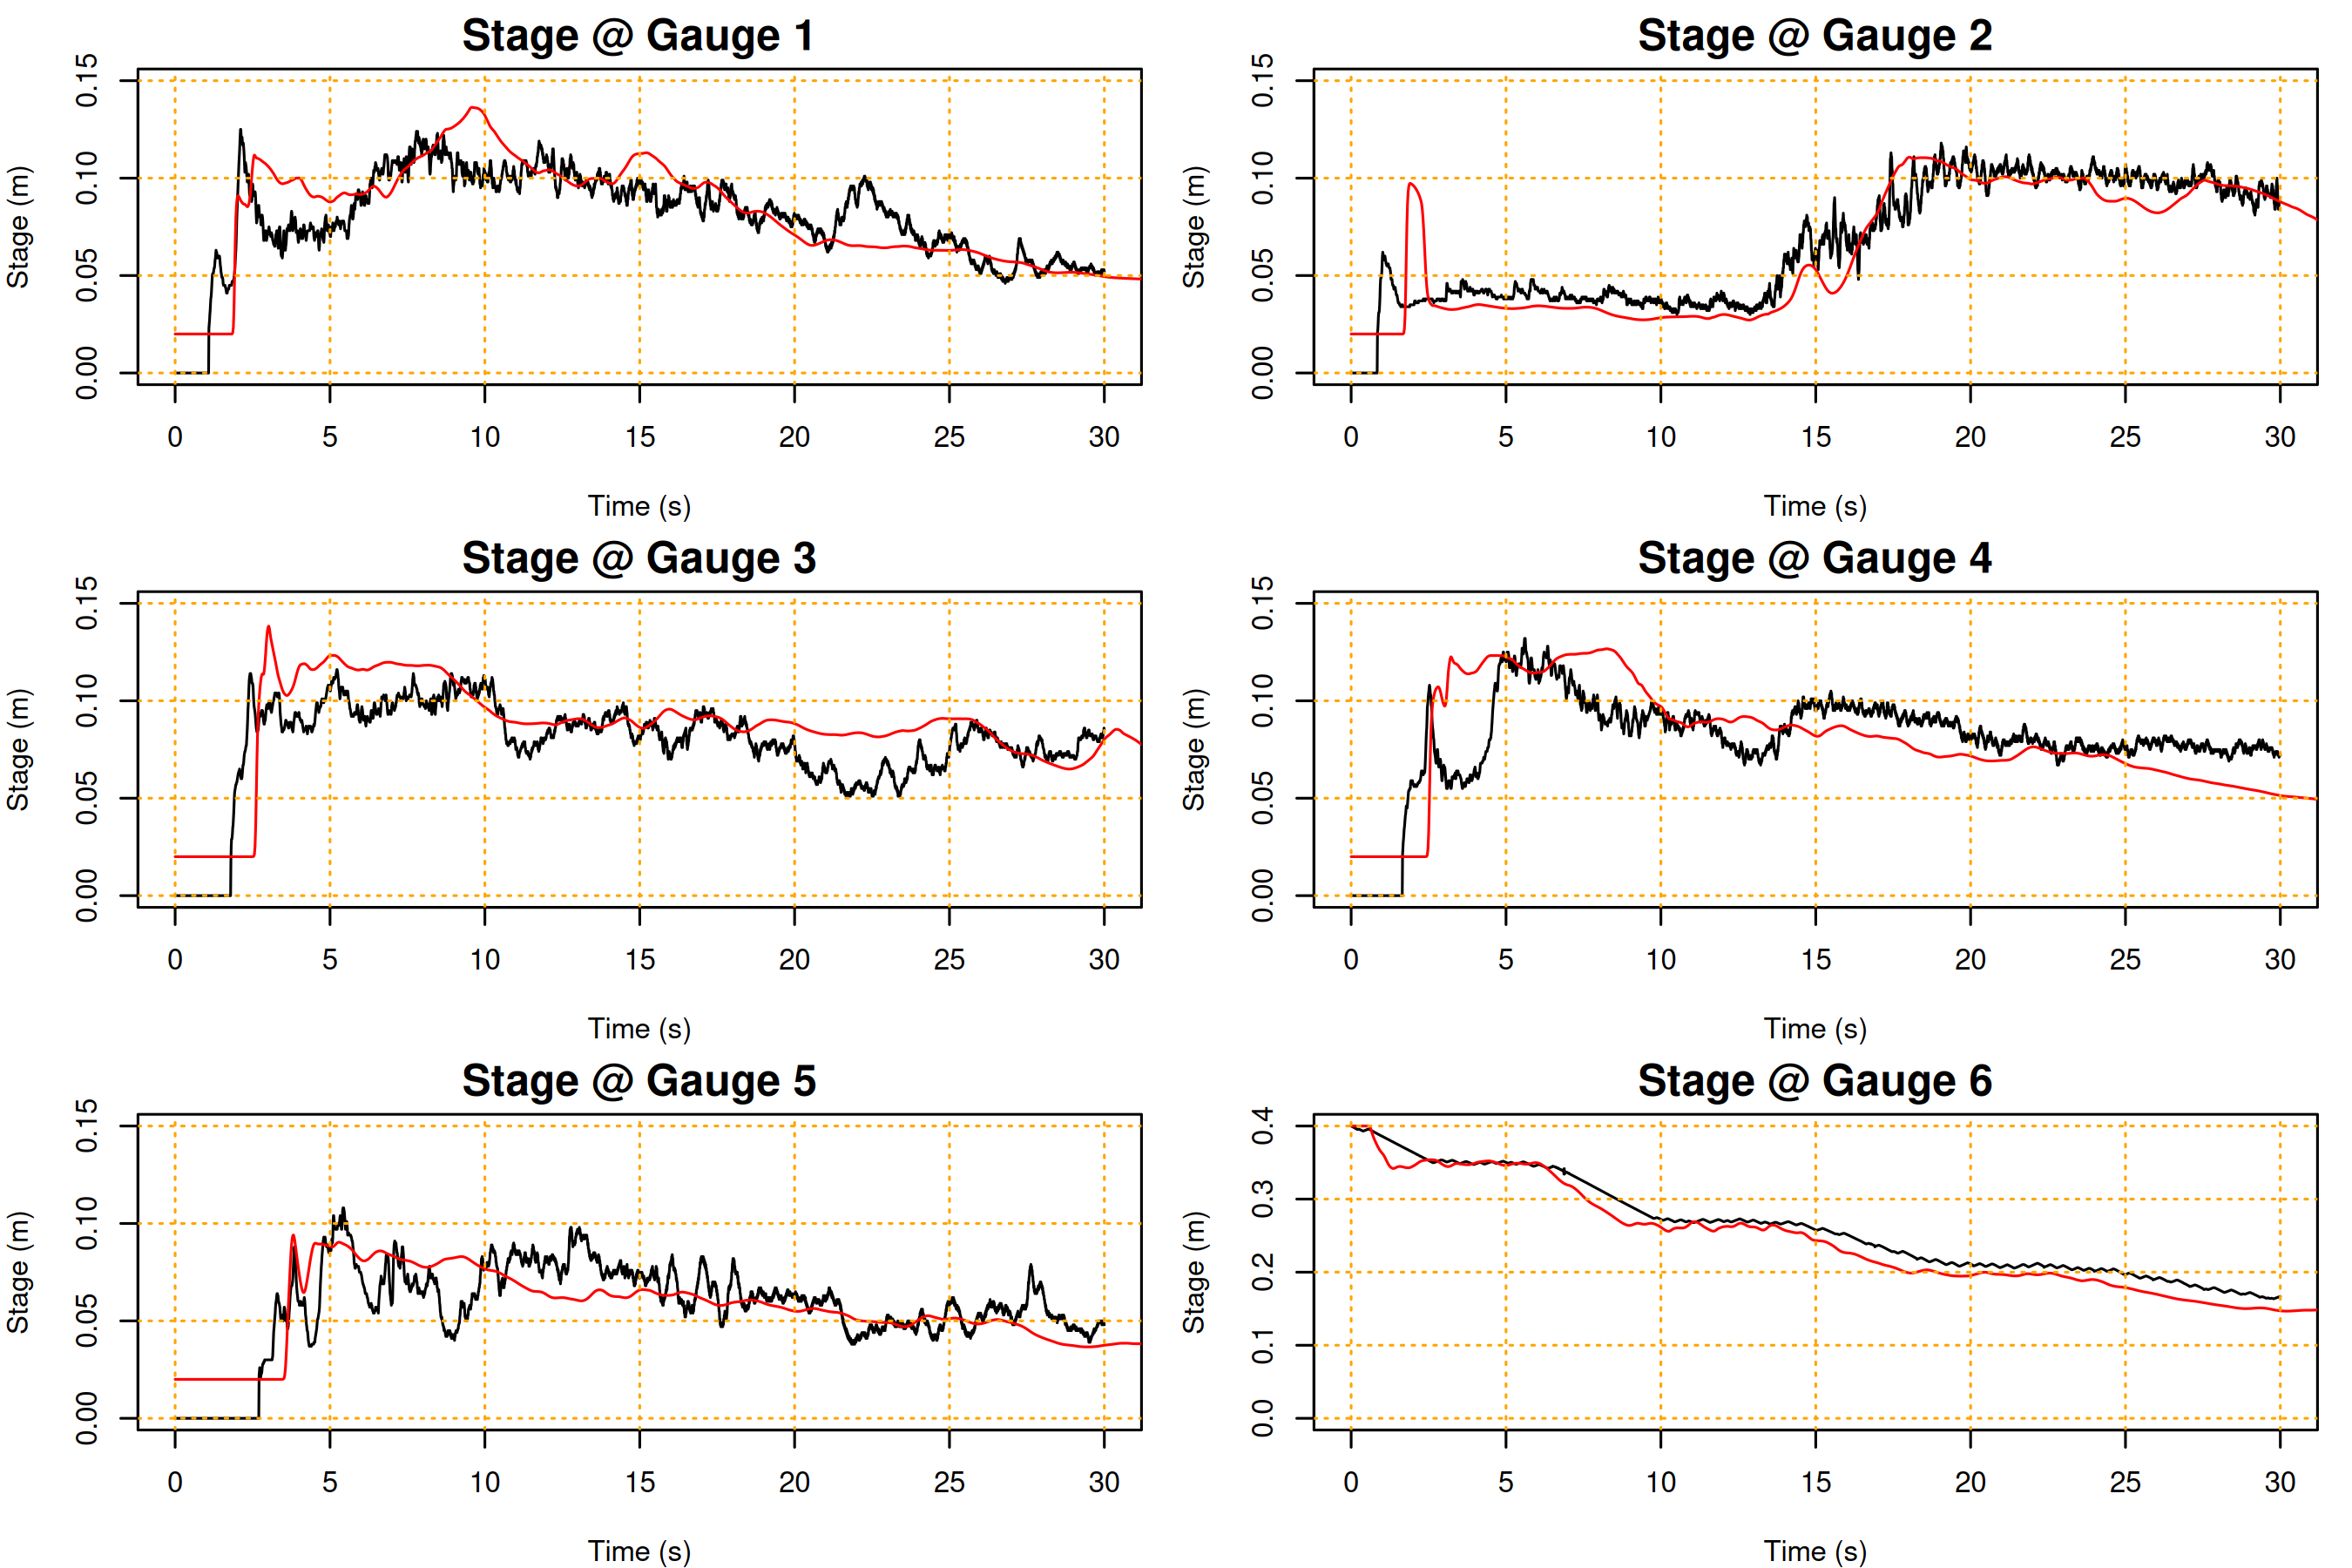 Stage @ Gauge 1
Stage (m)
0.15
0.10
0.05
0.00
0 5 10 15 20 25 30
Time (s)
Stage @ Gauge 2
Stage (m)
0.15
0.10
0.05
0.00
0 5 10 15 20 25 30
Time (s)
Stage @ Gauge 3
Stage (m)
0.15
0.10
0.05
0.00
0 5 10 15 20 25 30
Time (s)
Stage @ Gauge 4
Stage (m)
0.15
0.10
0.05
0.00
0 5 10 15 20 25 30
Time (s)
Stage @ Gauge 5
Stage (m)
0.15
0.10
0.05
0.00
0 5 10 15 20 25 30
Time (s)
Stage @ Gauge 6
Stage (m)
0.4
0.3
0.2
0.1
0.0
0 5 10 15 20 25 30
Time (s)